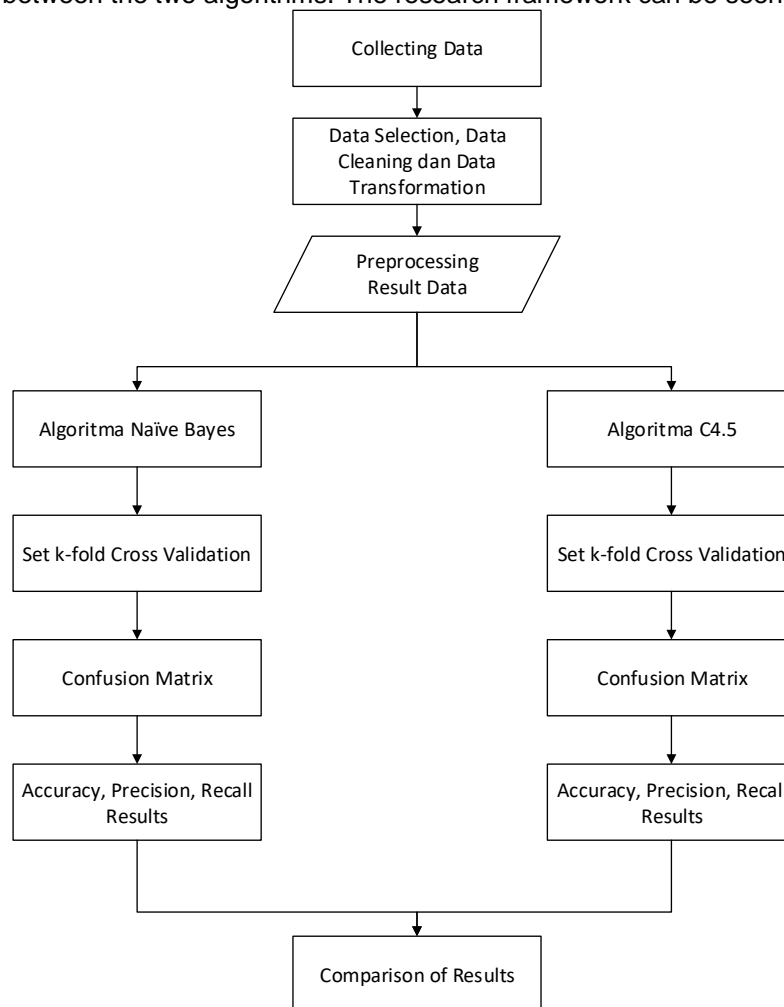 between the two algorithms. The research framework can be seen
Collecting Data
Data Selection, Data
Cleaning dan Data
Transformation
Preprocessing
Result Data
Algoritma Naïve Bayes
Algoritma C4.5
Set k-fold Cross Validation
Set k-fold Cross Validation
Confusion Matrix
Confusion Matrix
Accuracy, Precision, Recall
Results
Accuracy, Precision, Recal
Results
Comparison of Results